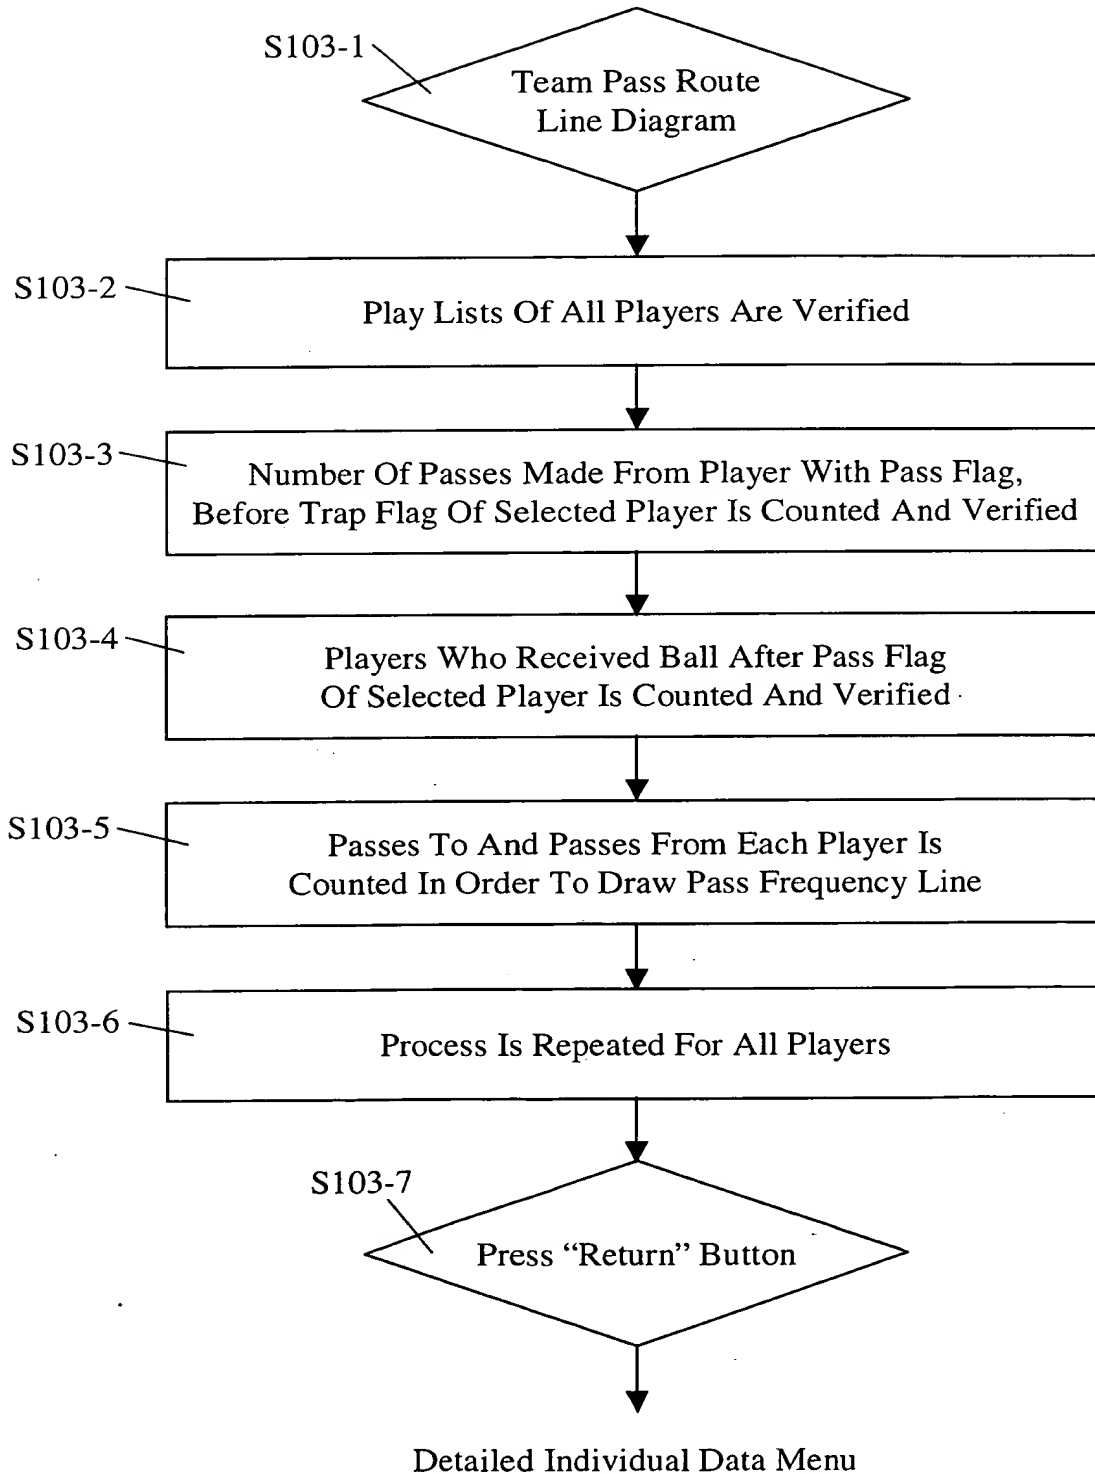 S103-1
Team Pass Route
Line Diagram
S103-2
Play Lists Of All Players Are Verified
S103-3
Number Of Passes Made From Player With Pass Flag,
Before Trap Flag Of Selected Player Is Counted And Verified
S103-4
Players Who Received Ball After Pass Flag
Of Selected Player Is Counted And Verified
S103-5
Passes To And Passes From Each Player Is
Counted In Order To Draw Pass Frequency Line
S103-6
Process Is Repeated For All Players
S103-7
Press “Return” Button
Detailed Individual Data Menu